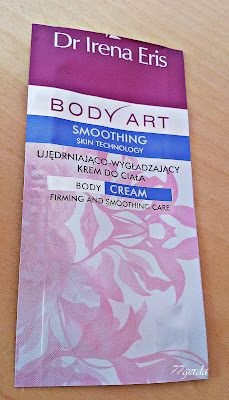 Dr Irena Eris
BODY ART
SMOOTHING
SKIN TECHNOLOGY
UJĘDRNIAJĄCO-WYGŁADZAJĄCY
KREM DO CIAŁA
BODY CREAM
FIRMING AND SMOOTHING CARE
77gerda